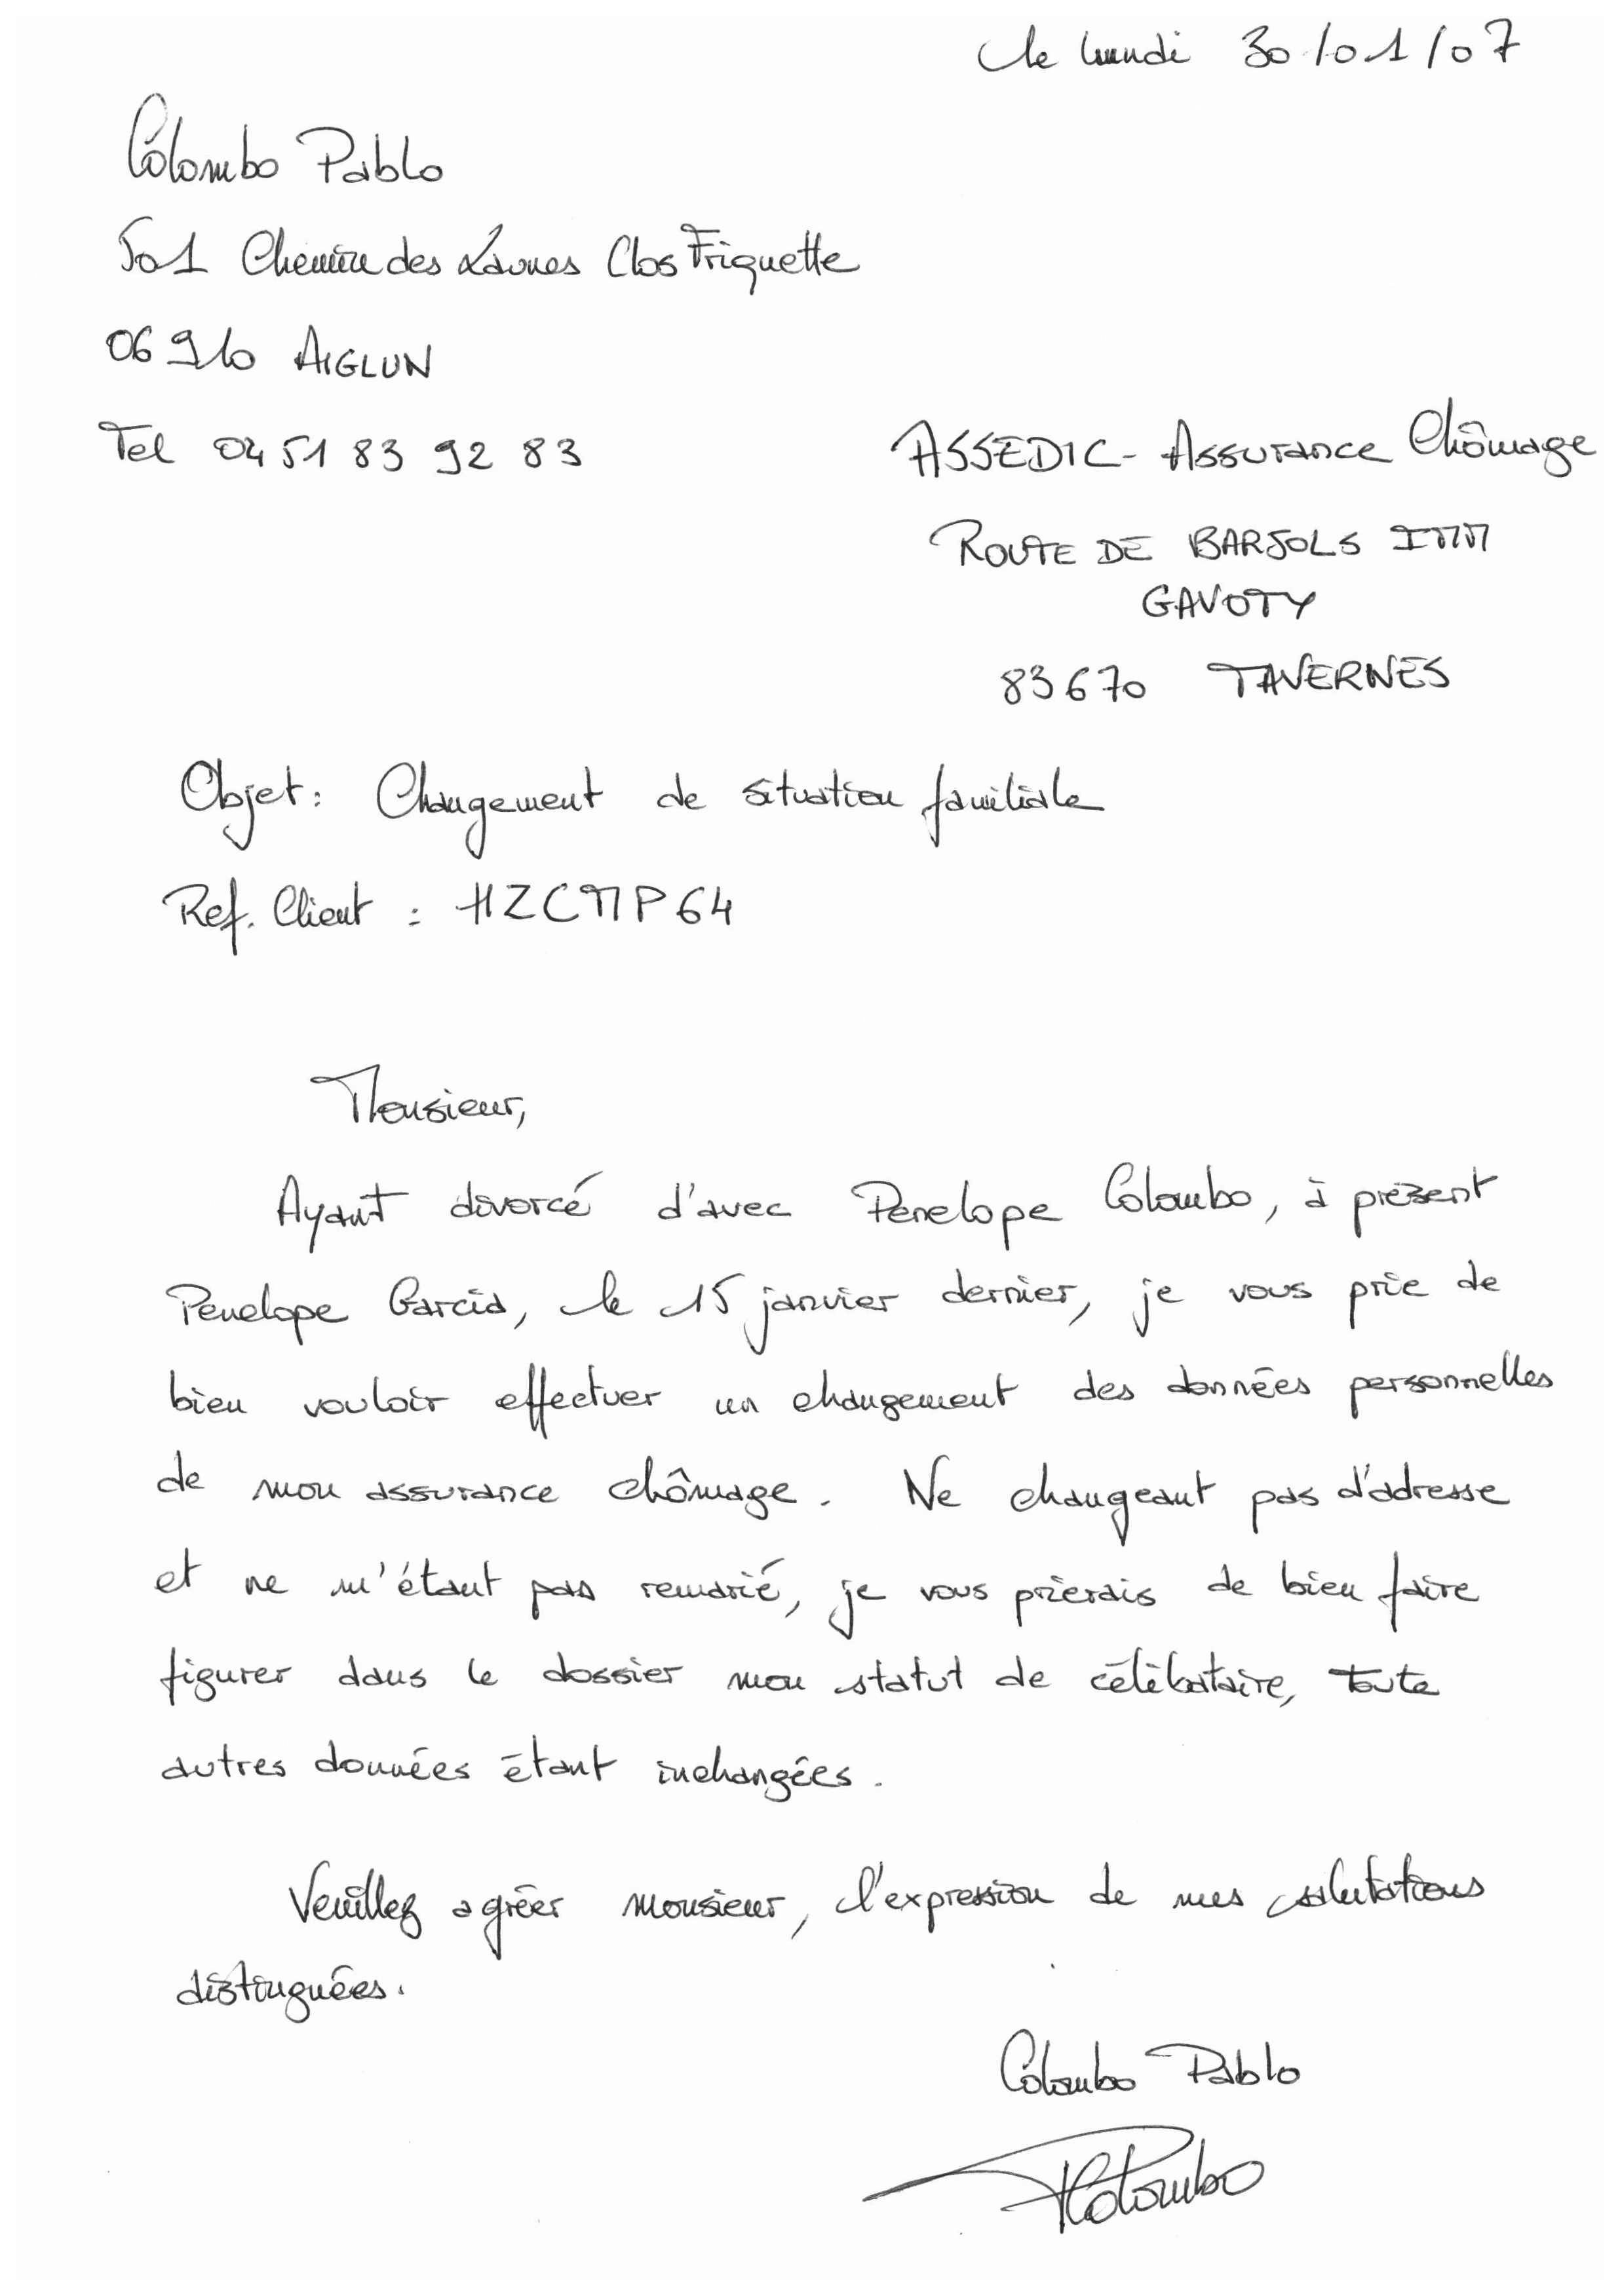 le lundi 30/01/07
Colombo Pablo
501 Chemin des Laones Clos Friquette
06910 AIGLUN
Tel 04 51 83 92 83
ASSEDIC - Assurance Chômage
ROUTE DE BARJOLS IMM
GAVOTY
83670 TAVERNES
Objet : Changement de situation familiale
Ref. Client : HZCMP64
Monsieur,
Ayant divorcé d'avec Penelope Colombo, à présent
Penelope Garcia, le 15 janvier dernier, je vous prie de
bien vouloir effectuer un changement des données personnelles
de mon assurance chômage. Ne changeant pas d'adresse
et ne m'étant pas remarié, je vous prierais de bien faire
figurer dans le dossier mon statut de célibataire, toute
autres données étant inchangées.
Veuillez agréer monsieur, l'expression de mes salutations
distinguées.
Colombo Pablo
PColombo